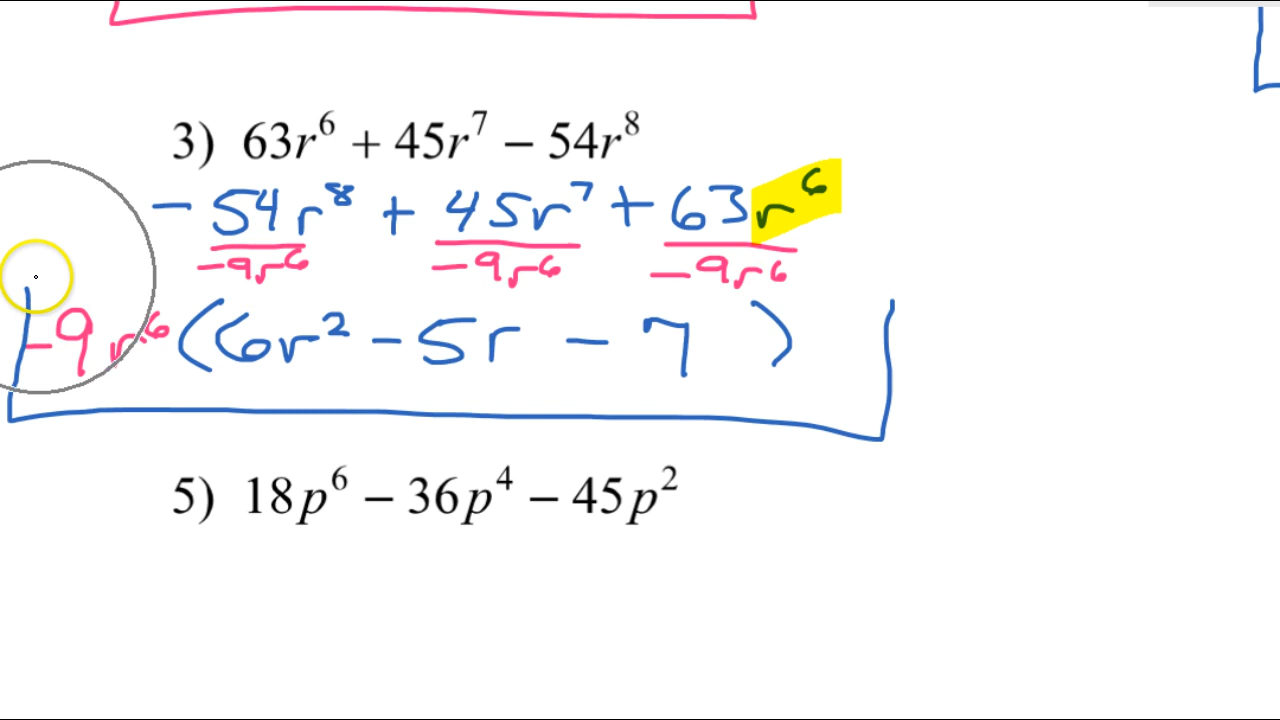 3) 63r⁶ + 45r⁷ − 54r⁸
− 54r⁸ + 45r⁷ + 63r⁶
−9r⁶ −9r⁶ −9r⁶
−9r⁶ (6r² − 5r − 7)
5) 18p⁶ − 36p⁴ − 45p²